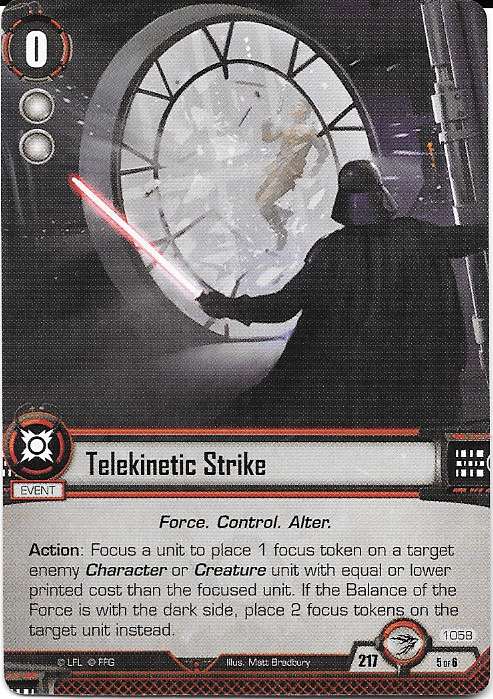 0
Telekinetic Strike
EVENT
Force. Control. Alter.
Action: Focus a unit to place 1 focus token on a target
enemy Character or Creature unit with equal or lower
printed cost than the focused unit. If the Balance of the
Force is with the dark side, place 2 focus tokens on the
target unit instead.
1058
© LFL © FFG
Illus. Matt Bradbury
217
5 OF 6